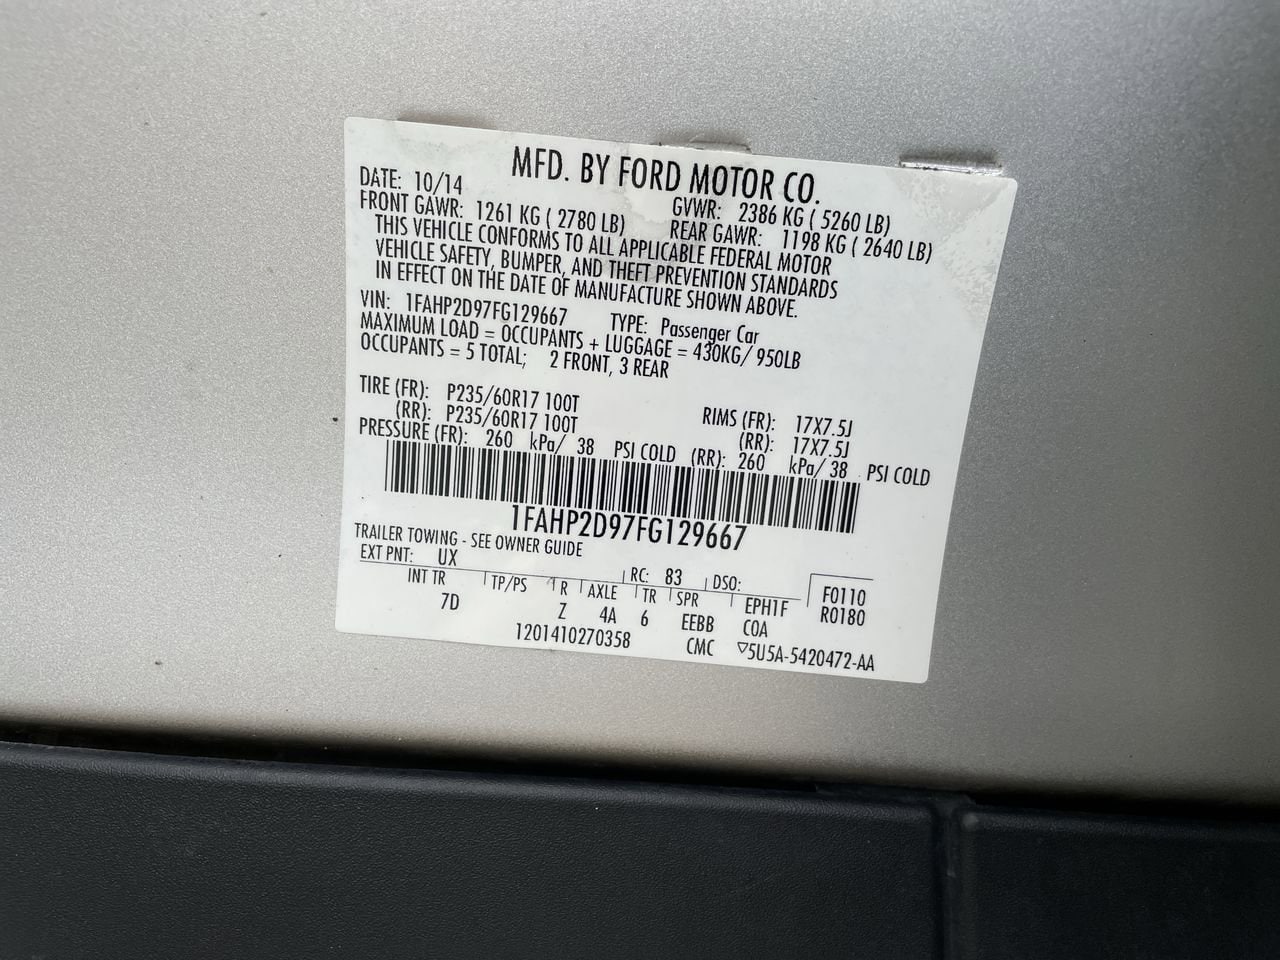 MFD. BY FORD MOTOR CO.
DATE: 10/14 GVWR: 2386 KG ( 5260 LB)
FRONT GAWR: 1261 KG ( 2780 LB) REAR GAWR: 1198 KG ( 2640 LB)
THIS VEHICLE CONFORMS TO ALL APPLICABLE FEDERAL MOTOR
VEHICLE SAFETY, BUMPER, AND THEFT PREVENTION STANDARDS
IN EFFECT ON THE DATE OF MANUFACTURE SHOWN ABOVE.
VIN: 1FAHP2D97FG129667 TYPE: Passenger Car
MAXIMUM LOAD = OCCUPANTS + LUGGAGE = 430KG/ 950LB
OCCUPANTS = 5 TOTAL; 2 FRONT, 3 REAR
TIRE (FR): P235/60R17 100T RIMS (FR): 17X7.5J
(RR): P235/60R17 100T (RR): 17X7.5J
PRESSURE (FR): 260 kPa/ 38 PSI COLD (RR): 260 kPa/ 38 PSI COLD
1FAHP2D97FG129667
TRAILER TOWING - SEE OWNER GUIDE
EXT PNT: UX RC: 83 DSO:
INT TR TP/PS R AXLE TR SPR EPH1F F0110
7D Z 4A 6 EEBB COA R0180
1201410270358 CMC ▽5U5A-5420472-AA